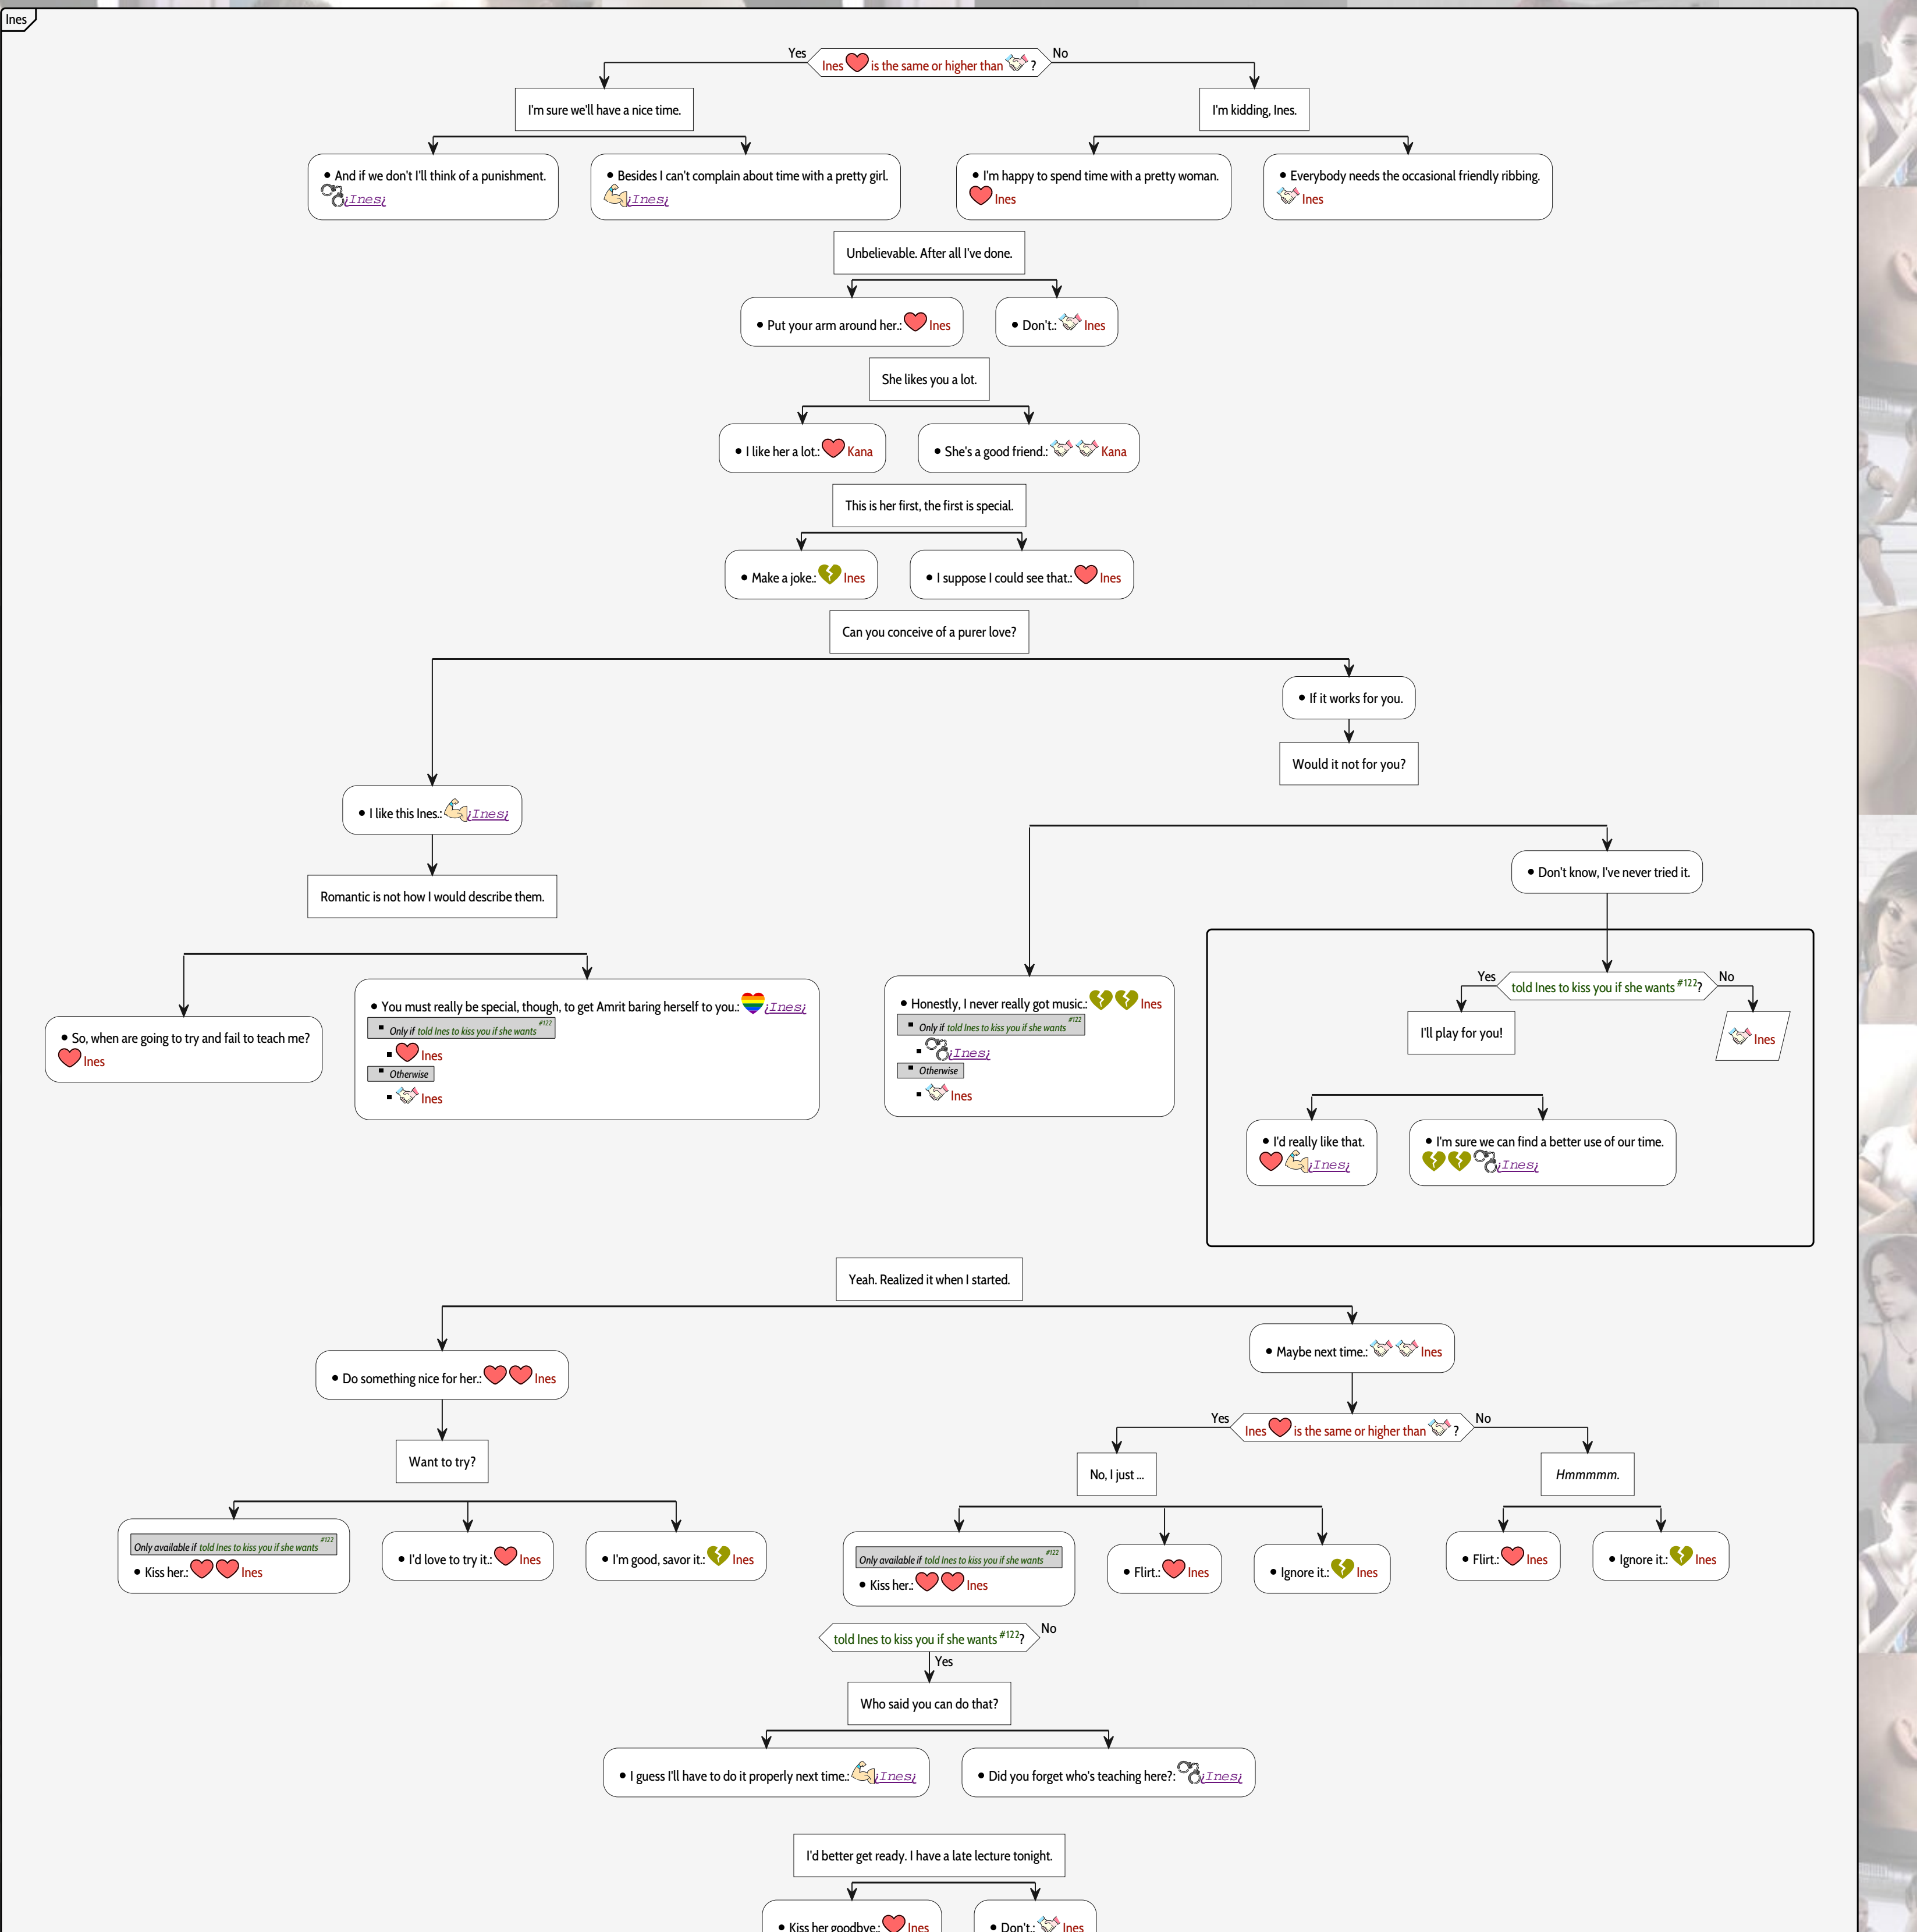 Ines
Yes
Ines is the same or higher than ?
No
I'm sure we'll have a nice time.
I'm kidding, Ines.
• And if we don't I'll think of a punishment.
¿Ines¿
• Besides I can't complain about time with a pretty girl.
¿Ines¿
• I'm happy to spend time with a pretty woman.
Ines
• Everybody needs the occasional friendly ribbing.
Ines
Unbelievable. After all I've done.
• Put your arm around her.: Ines
• Don't.: Ines
She likes you a lot.
• I like her a lot.: Kana
• She's a good friend.: Kana
This is her first, the first is special.
• Make a joke.: Ines
• I suppose I could see that.: Ines
Can you conceive of a purer love?
• If it works for you.
Would it not for you?
• I like this Ines.: ¿Ines¿
Romantic is not how I would describe them.
• Don't know, I've never tried it.
• So, when are going to try and fail to teach me?
Ines
• You must really be special, though, to get Amrit baring herself to you.: ¿Ines¿
▪ Only if told Ines to kiss you if she wants #122
▪ Ines
▪ Otherwise
▪ Ines
• Honestly, I never really got music.: Ines
▪ Only if told Ines to kiss you if she wants #122
▪ ¿Ines¿
▪ Otherwise
▪ Ines
Yes
told Ines to kiss you if she wants #122?
No
I'll play for you!
Ines
• I'd really like that.
¿Ines¿
• I'm sure we can find a better use of our time.
¿Ines¿
Yeah. Realized it when I started.
• Do something nice for her.: Ines
• Maybe next time.: Ines
Want to try?
Yes
Ines is the same or higher than ?
No
No, I just ...
Hmmmmm.
Only available if told Ines to kiss you if she wants #122
• Kiss her.: Ines
• I'd love to try it.: Ines
• I'm good, savor it.: Ines
Only available if told Ines to kiss you if she wants #122
• Kiss her.: Ines
• Flirt.: Ines
• Ignore it.: Ines
• Flirt.: Ines
• Ignore it.: Ines
told Ines to kiss you if she wants #122?
No
Yes
Who said you can do that?
• I guess I'll have to do it properly next time.: ¿Ines¿
• Did you forget who's teaching here?: ¿Ines¿
I'd better get ready. I have a late lecture tonight.
• Kiss her goodbye.: Ines
• Don't.: Ines